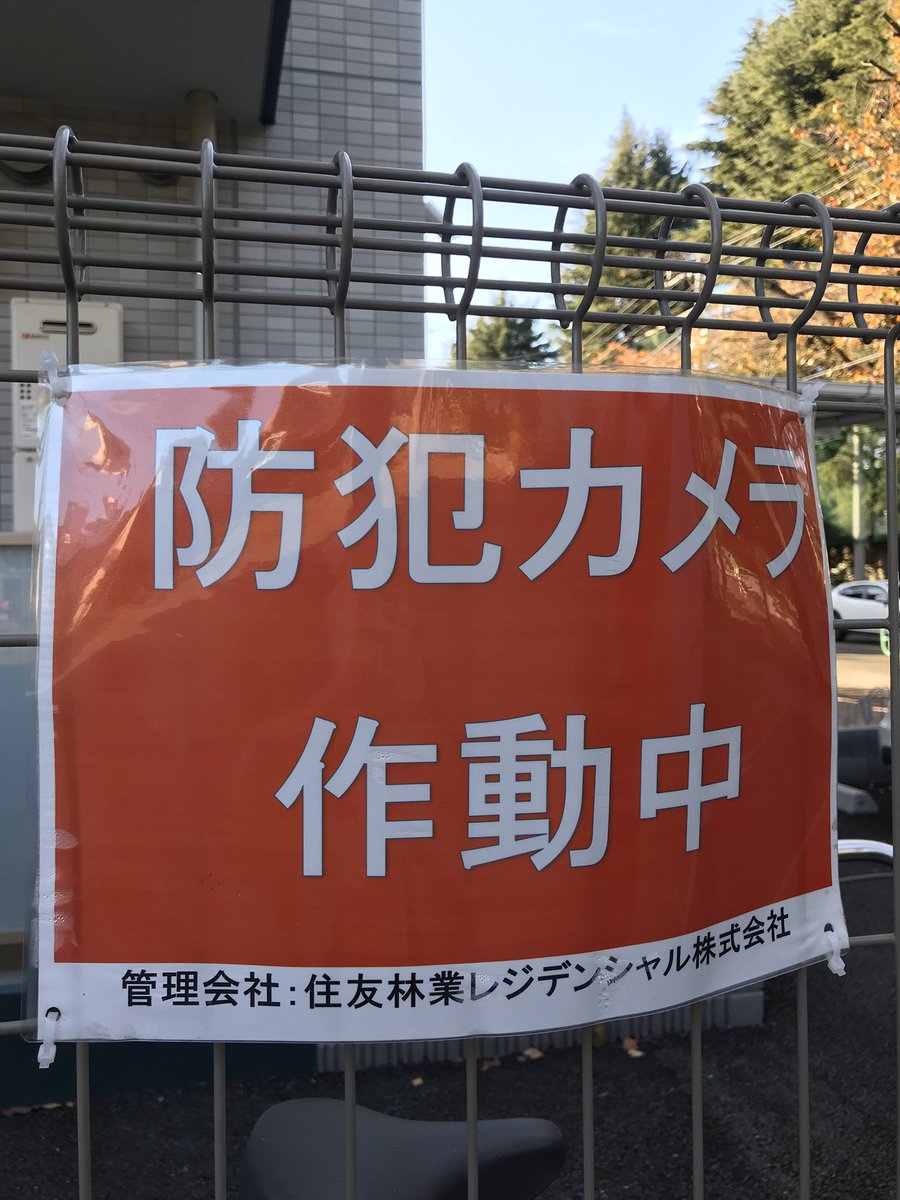 防犯カメラ
作動中
管理会社：住友林業レジデンシャル株式会社